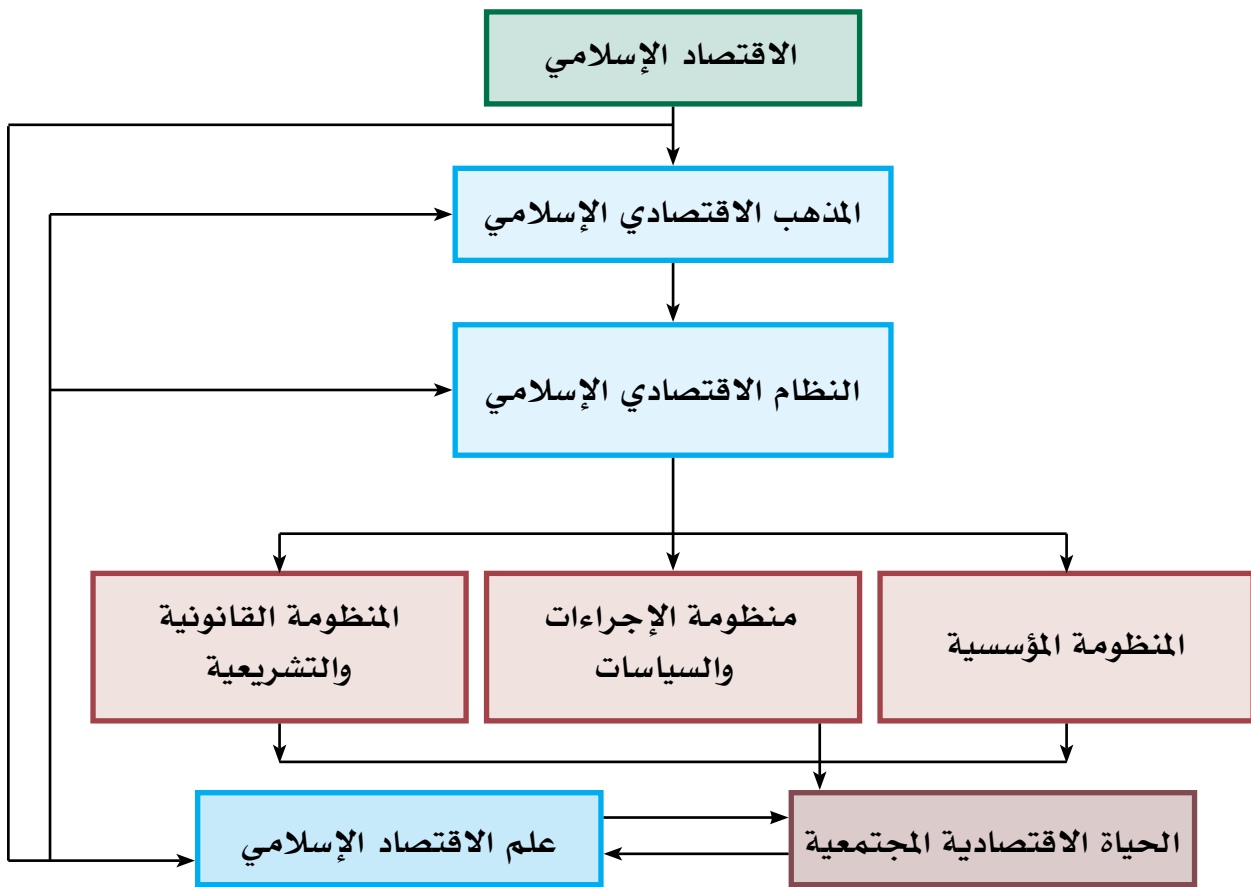 الاقتصاد الإسلامي
المذهب الاقتصادي الإسلامي
النظام الاقتصادي الإسلامي
المنظومة المؤسسية
منظومة الإجراءات
والسياسات
المنظومة القانونية
والتشريعية
الحياة الاقتصادية المجتمعية
علم الاقتصاد الإسلامي